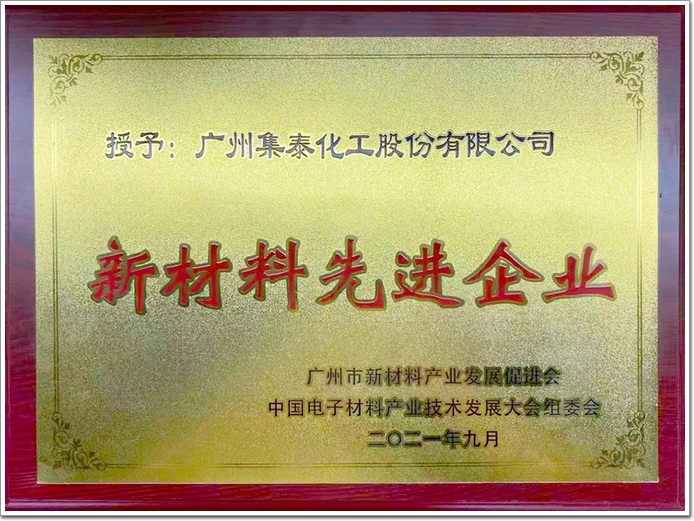 授予：广州集泰化工股份有限公司
新材料先进企业
广州市新材料产业发展促进会
中国电子材料产业技术发展大会组委会
二〇二一年九月